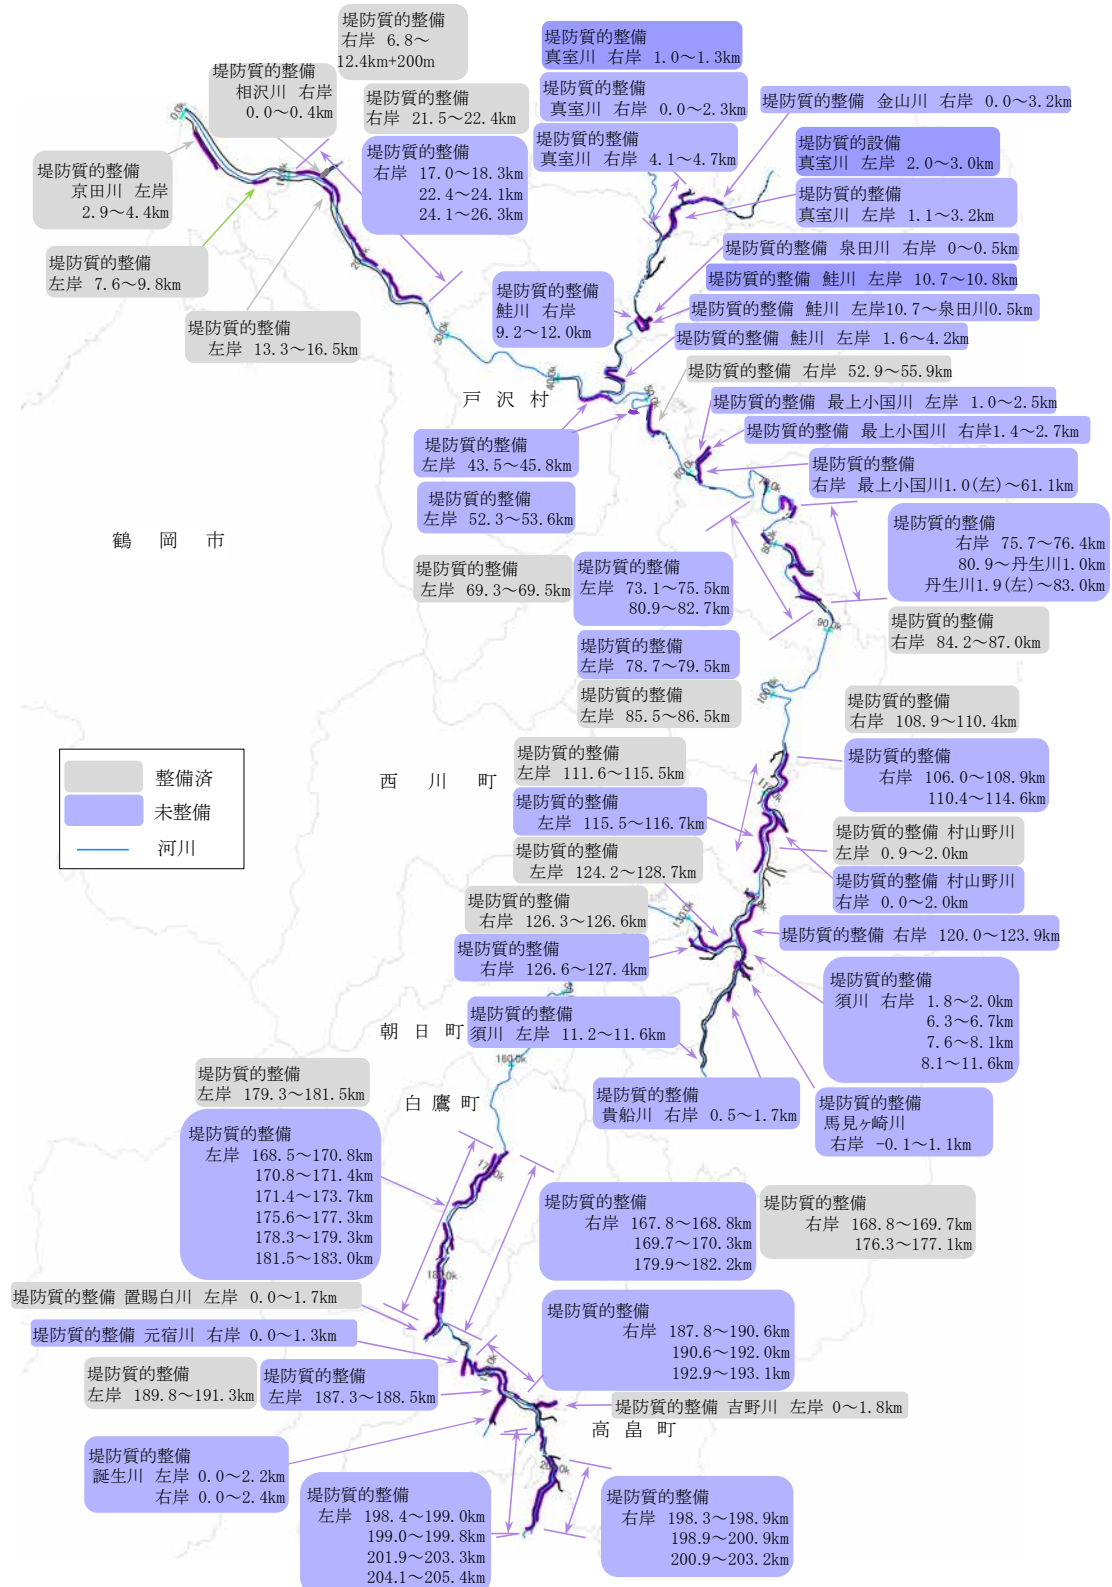 堤防質的整備
右岸 6.8～
12.4km+200m
堤防質的整備
相沢川 右岸
0.0～0.4km
堤防質的整備
右岸 21.5～22.4km
堤防質的整備
右岸 17.0～18.3km
22.4～24.1km
24.1～26.3km
堤防質的整備
京田川 左岸
2.9～4.4km
堤防質的整備
左岸 7.6～9.8km
堤防質的整備
左岸 13.3～16.5km
堤防質的整備
真室川 右岸 1.0～1.3km
堤防質的整備
真室川 右岸 0.0～2.3km
堤防質的整備
真室川 右岸 4.1～4.7km
堤防質的整備 金山川 右岸 0.0～3.2km
堤防質的設備
真室川 左岸 2.0～3.0km
堤防質的整備
真室川 左岸 1.1～3.2km
堤防質的整備 泉田川 右岸 0～0.5km
堤防質的整備 鮭川 左岸 10.7～10.8km
堤防質的整備 鮭川 左岸10.7～泉田川0.5km
堤防質的整備
鮭川 右岸
9.2～12.0km
堤防質的整備 鮭川 左岸 1.6～4.2km
堤防質的整備 右岸 52.9～55.9km
堤防質的整備 最上小国川 左岸 1.0～2.5km
堤防質的整備 最上小国川 右岸1.4～2.7km
堤防質的整備
右岸 最上小国川1.0(左)～61.1km
0.0k
30.0k
40.0k
60.0k
80.0k
90.0k
100.0k
戸沢村
堤防質的整備
左岸 43.5～45.8km
堤防質的整備
左岸 52.3～53.6km
鶴岡市
堤防質的整備
右岸 75.7～76.4km
80.9～丹生川1.0km
丹生川1.9(左)～83.0km
堤防質的整備
左岸 69.3～69.5km
堤防質的整備
左岸 73.1～75.5km
80.9～82.7km
堤防質的整備
右岸 84.2～87.0km
堤防質的整備
左岸 78.7～79.5km
堤防質的整備
左岸 85.5～86.5km
堤防質的整備
右岸 108.9～110.4km
堤防質的整備
右岸 106.0～108.9km
110.4～114.6km
堤防質的整備
左岸 111.6～115.5km
西川町
堤防質的整備
左岸 115.5～116.7km
整備済
未整備
河川
堤防質的整備 村山野川
左岸 0.9～2.0km
堤防質的整備 村山野川
右岸 0.0～2.0km
堤防質的整備
左岸 124.2～128.7km
堤防質的整備
右岸 126.3～126.6km
130.0k
堤防質的整備 右岸 120.0～123.9km
堤防質的整備
右岸 126.6～127.4km
堤防質的整備
須川 右岸 1.8～2.0km
6.3～6.7km
7.6～8.1km
8.1～11.6km
堤防質的整備
須川 左岸 11.2～11.6km
朝日町
160.0k
堤防質的整備
貴船川 右岸 0.5～1.7km
堤防質的整備
馬見ヶ崎川
右岸 -0.1～1.1km
堤防質的整備
左岸 179.3～181.5km
白鷹町
堤防質的整備
左岸 168.5～170.8km
170.8～171.4km
171.4～173.7km
175.6～177.3km
178.3～179.3km
181.5～183.0km
堤防質的整備
右岸 167.8～168.8km
169.7～170.3km
179.9～182.2km
堤防質的整備
右岸 168.8～169.7km
176.3～177.1km
堤防質的整備 置賜白川 左岸 0.0～1.7km
堤防質的整備 元宿川 右岸 0.0～1.3km
堤防質的整備
右岸 187.8～190.6km
190.6～192.0km
192.9～193.1km
堤防質的整備
左岸 189.8～191.3km
堤防質的整備
左岸 187.3～188.5km
堤防質的整備 吉野川 左岸 0～1.8km
高畠町
堤防質的整備
誕生川 左岸 0.0～2.2km
右岸 0.0～2.4km
堤防質的整備
左岸 198.4～199.0km
199.0～199.8km
201.9～203.3km
204.1～205.4km
堤防質的整備
右岸 198.3～198.9km
198.9～200.9km
200.9～203.2km